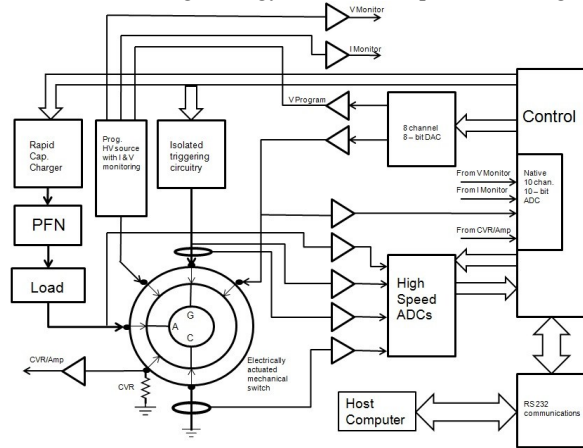 V Monitor
I Monitor
Control
V Program
8 channel
8 – bit DAC
Rapid
Cap.
Charger
Prog.
HV source
with I & V
monitoring
Isolated
triggering
circuitry
From V Monitor
From I Monitor
From CVR/Amp
Native
10 chan.
10 – bit
ADC
PFN
Load
High
Speed
ADCs
G
A
C
Electrically
actuated
mechanical
switch
CVR/Amp
CVR
Host
Computer
RS 232
communications